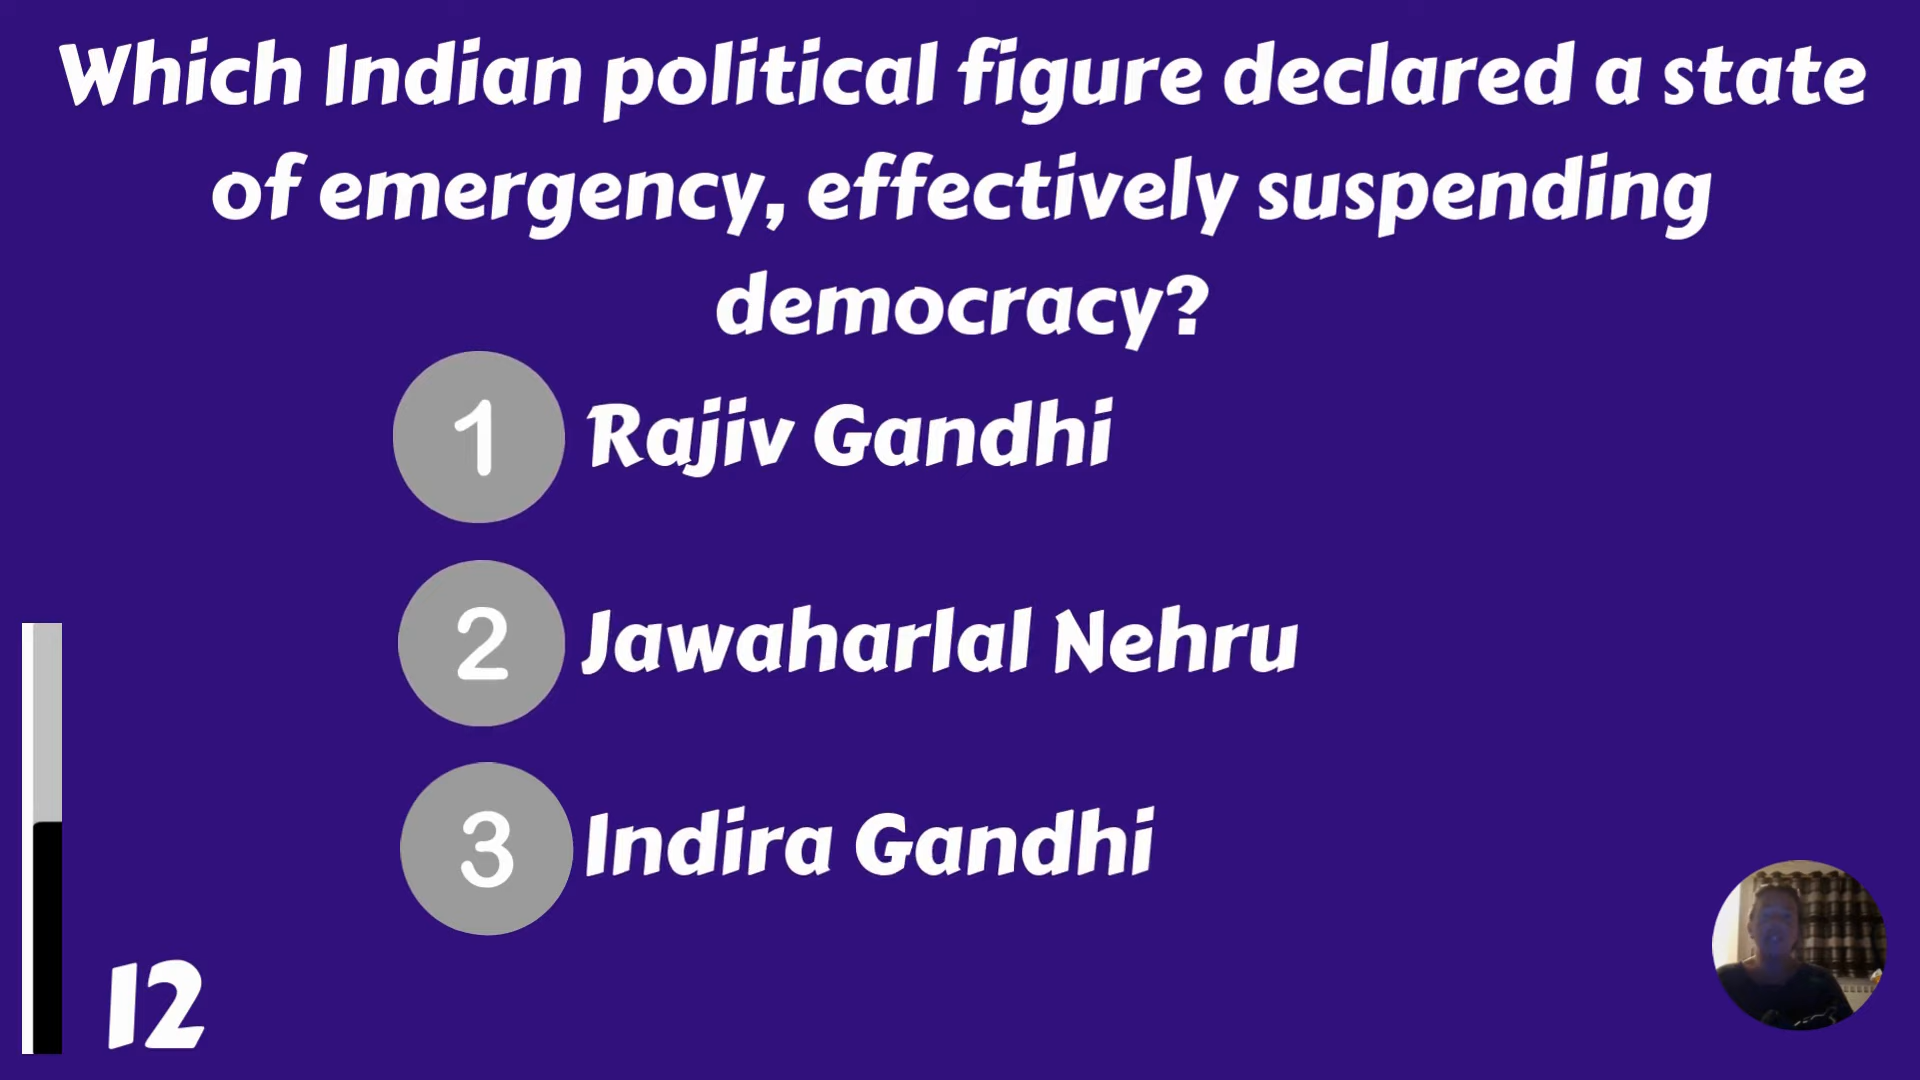 Which Indian political figure declared a state
of emergency, effectively suspending
democracy?
1 Rajiv Gandhi
2 Jawaharlal Nehru
3 Indira Gandhi
12